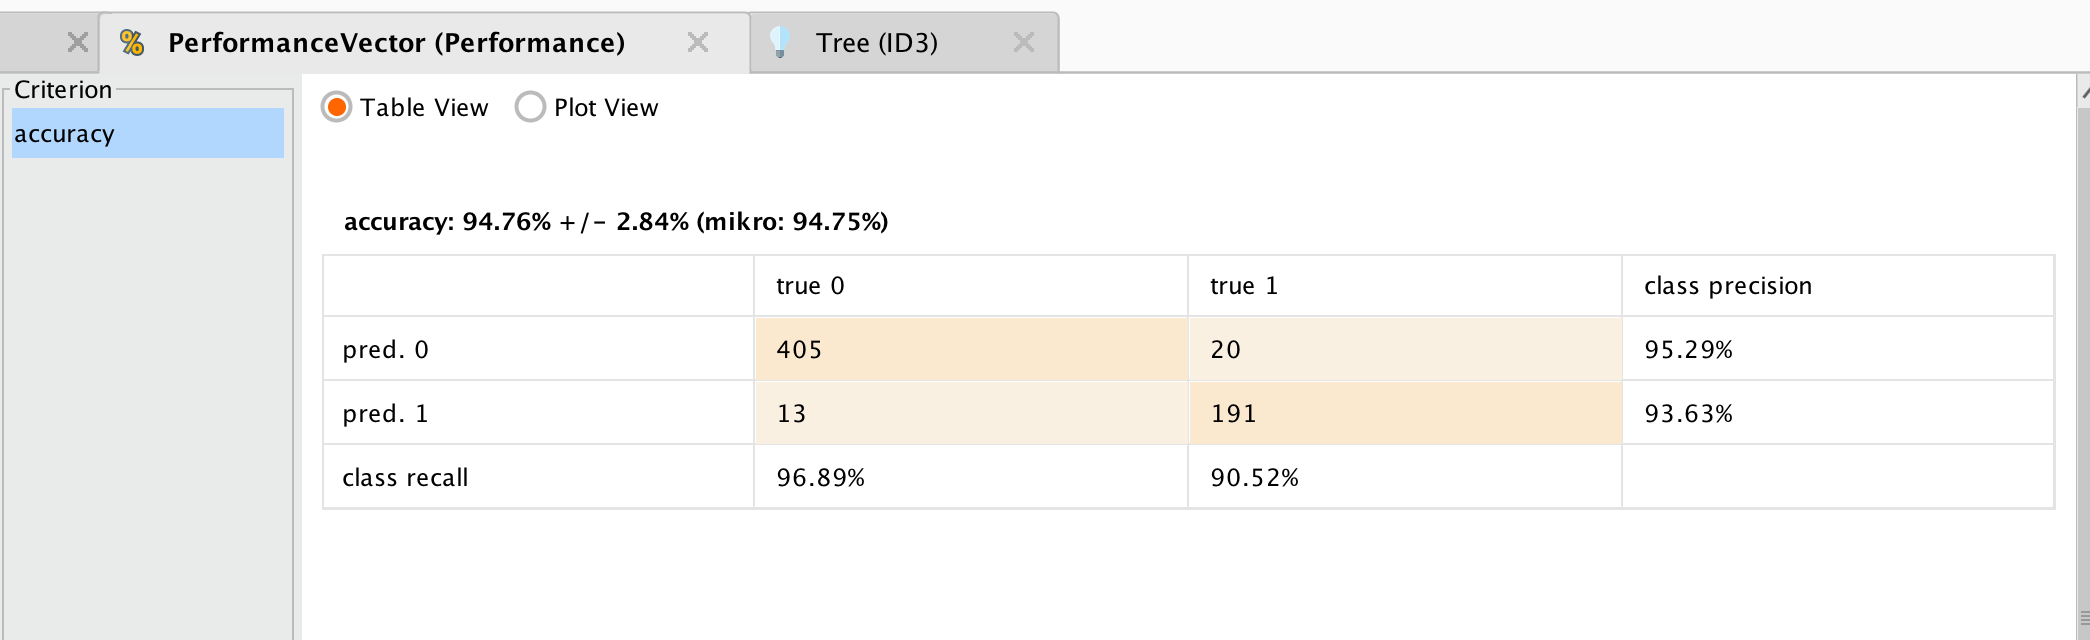 PerformanceVector (Performance) Tree (ID3)
Criterion
accuracy
Table View Plot View
accuracy: 94.76% +/- 2.84% (mikro: 94.75%)
true 0 true 1 class precision
pred. 0 405 20 95.29%
pred. 1 13 191 93.63%
class recall 96.89% 90.52%